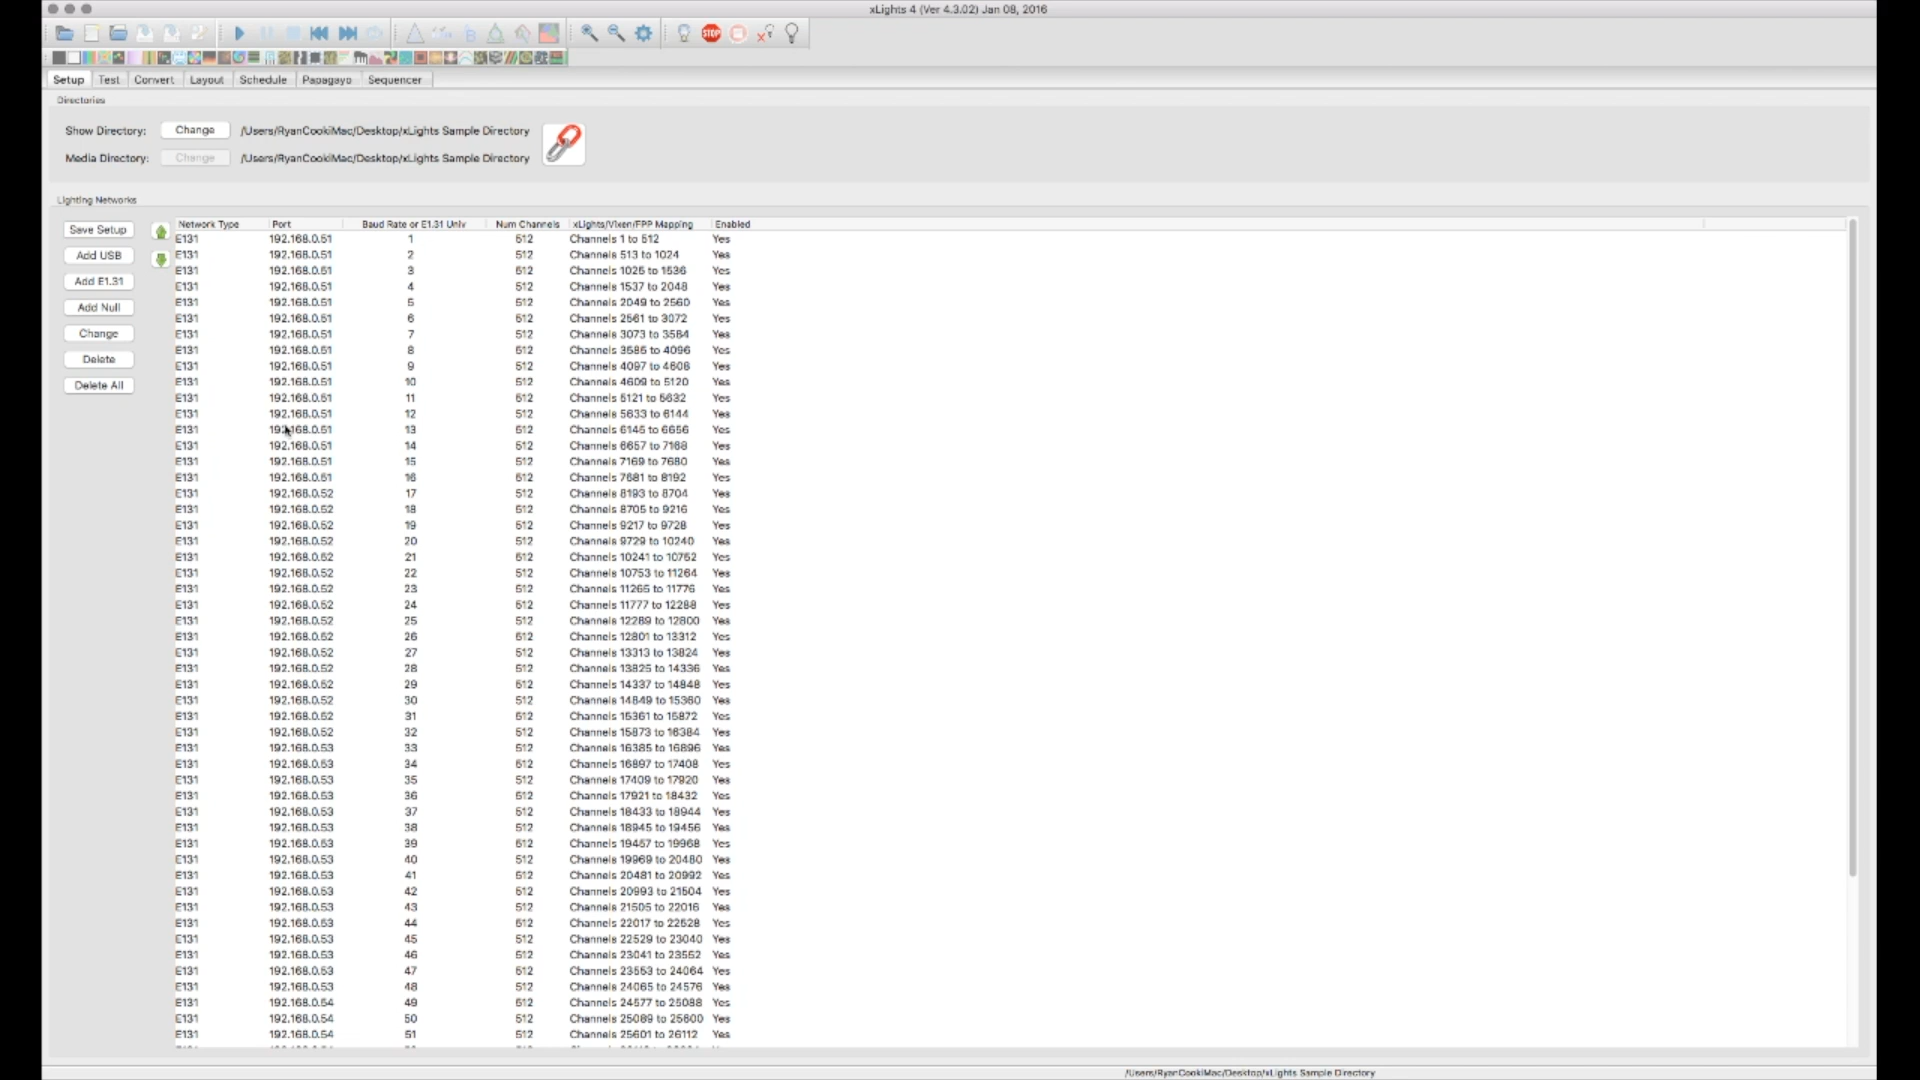 xLights 4 (Ver 4.3.02) Jan 08, 2016
Setup Test Convert Layout Schedule Papagayo Sequencer
Directories
Show Directory: Change /Users/RyanCookiMac/Desktop/xLights Sample Directory
Media Directory: Change /Users/RyanCookiMac/Desktop/xLights Sample Directory
Lighting Networks
Save Setup
Add USB
Add E1.31
Add Null
Change
Delete
Delete All
Network Type Port Baud Rate or E1.31 Univ Num Channels xLights/Vixen/FPP Mapping Enabled
E131 192.168.0.51 1 512 Channels 1 to 512 Yes
E131 192.168.0.51 2 512 Channels 513 to 1024 Yes
E131 192.168.0.51 3 512 Channels 1025 to 1536 Yes
E131 192.168.0.51 4 512 Channels 1537 to 2048 Yes
E131 192.168.0.51 5 512 Channels 2049 to 2560 Yes
E131 192.168.0.51 6 512 Channels 2561 to 3072 Yes
E131 192.168.0.51 7 512 Channels 3073 to 3584 Yes
E131 192.168.0.51 8 512 Channels 3585 to 4096 Yes
E131 192.168.0.51 9 512 Channels 4097 to 4608 Yes
E131 192.168.0.51 10 512 Channels 4609 to 5120 Yes
E131 192.168.0.51 11 512 Channels 5121 to 5632 Yes
E131 192.168.0.51 12 512 Channels 5633 to 6144 Yes
E131 192.168.0.51 13 512 Channels 6145 to 6656 Yes
E131 192.168.0.51 14 512 Channels 6657 to 7168 Yes
E131 192.168.0.51 15 512 Channels 7169 to 7680 Yes
E131 192.168.0.51 16 512 Channels 7681 to 8192 Yes
E131 192.168.0.52 17 512 Channels 8193 to 8704 Yes
E131 192.168.0.52 18 512 Channels 8705 to 9216 Yes
E131 192.168.0.52 19 512 Channels 9217 to 9728 Yes
E131 192.168.0.52 20 512 Channels 9729 to 10240 Yes
E131 192.168.0.52 21 512 Channels 10241 to 10752 Yes
E131 192.168.0.52 22 512 Channels 10753 to 11264 Yes
E131 192.168.0.52 23 512 Channels 11265 to 11776 Yes
E131 192.168.0.52 24 512 Channels 11777 to 12288 Yes
E131 192.168.0.52 25 512 Channels 12289 to 12800 Yes
E131 192.168.0.52 26 512 Channels 12801 to 13312 Yes
E131 192.168.0.52 27 512 Channels 13313 to 13824 Yes
E131 192.168.0.52 28 512 Channels 13825 to 14336 Yes
E131 192.168.0.52 29 512 Channels 14337 to 14848 Yes
E131 192.168.0.52 30 512 Channels 14849 to 15360 Yes
E131 192.168.0.52 31 512 Channels 15361 to 15872 Yes
E131 192.168.0.52 32 512 Channels 15873 to 16384 Yes
E131 192.168.0.53 33 512 Channels 16385 to 16896 Yes
E131 192.168.0.53 34 512 Channels 16897 to 17408 Yes
E131 192.168.0.53 35 512 Channels 17409 to 17920 Yes
E131 192.168.0.53 36 512 Channels 17921 to 18432 Yes
E131 192.168.0.53 37 512 Channels 18433 to 18944 Yes
E131 192.168.0.53 38 512 Channels 18945 to 19456 Yes
E131 192.168.0.53 39 512 Channels 19457 to 19968 Yes
E131 192.168.0.53 40 512 Channels 19969 to 20480 Yes
E131 192.168.0.53 41 512 Channels 20481 to 20992 Yes
E131 192.168.0.53 42 512 Channels 20993 to 21504 Yes
E131 192.168.0.53 43 512 Channels 21505 to 22016 Yes
E131 192.168.0.53 44 512 Channels 22017 to 22528 Yes
E131 192.168.0.53 45 512 Channels 22529 to 23040 Yes
E131 192.168.0.53 46 512 Channels 23041 to 23552 Yes
E131 192.168.0.53 47 512 Channels 23553 to 24064 Yes
E131 192.168.0.53 48 512 Channels 24065 to 24576 Yes
E131 192.168.0.54 49 512 Channels 24577 to 25088 Yes
E131 192.168.0.54 50 512 Channels 25089 to 25600 Yes
E131 192.168.0.54 51 512 Channels 25601 to 26112 Yes
/Users/RyanCookiMac/Desktop/xLights Sample Directory